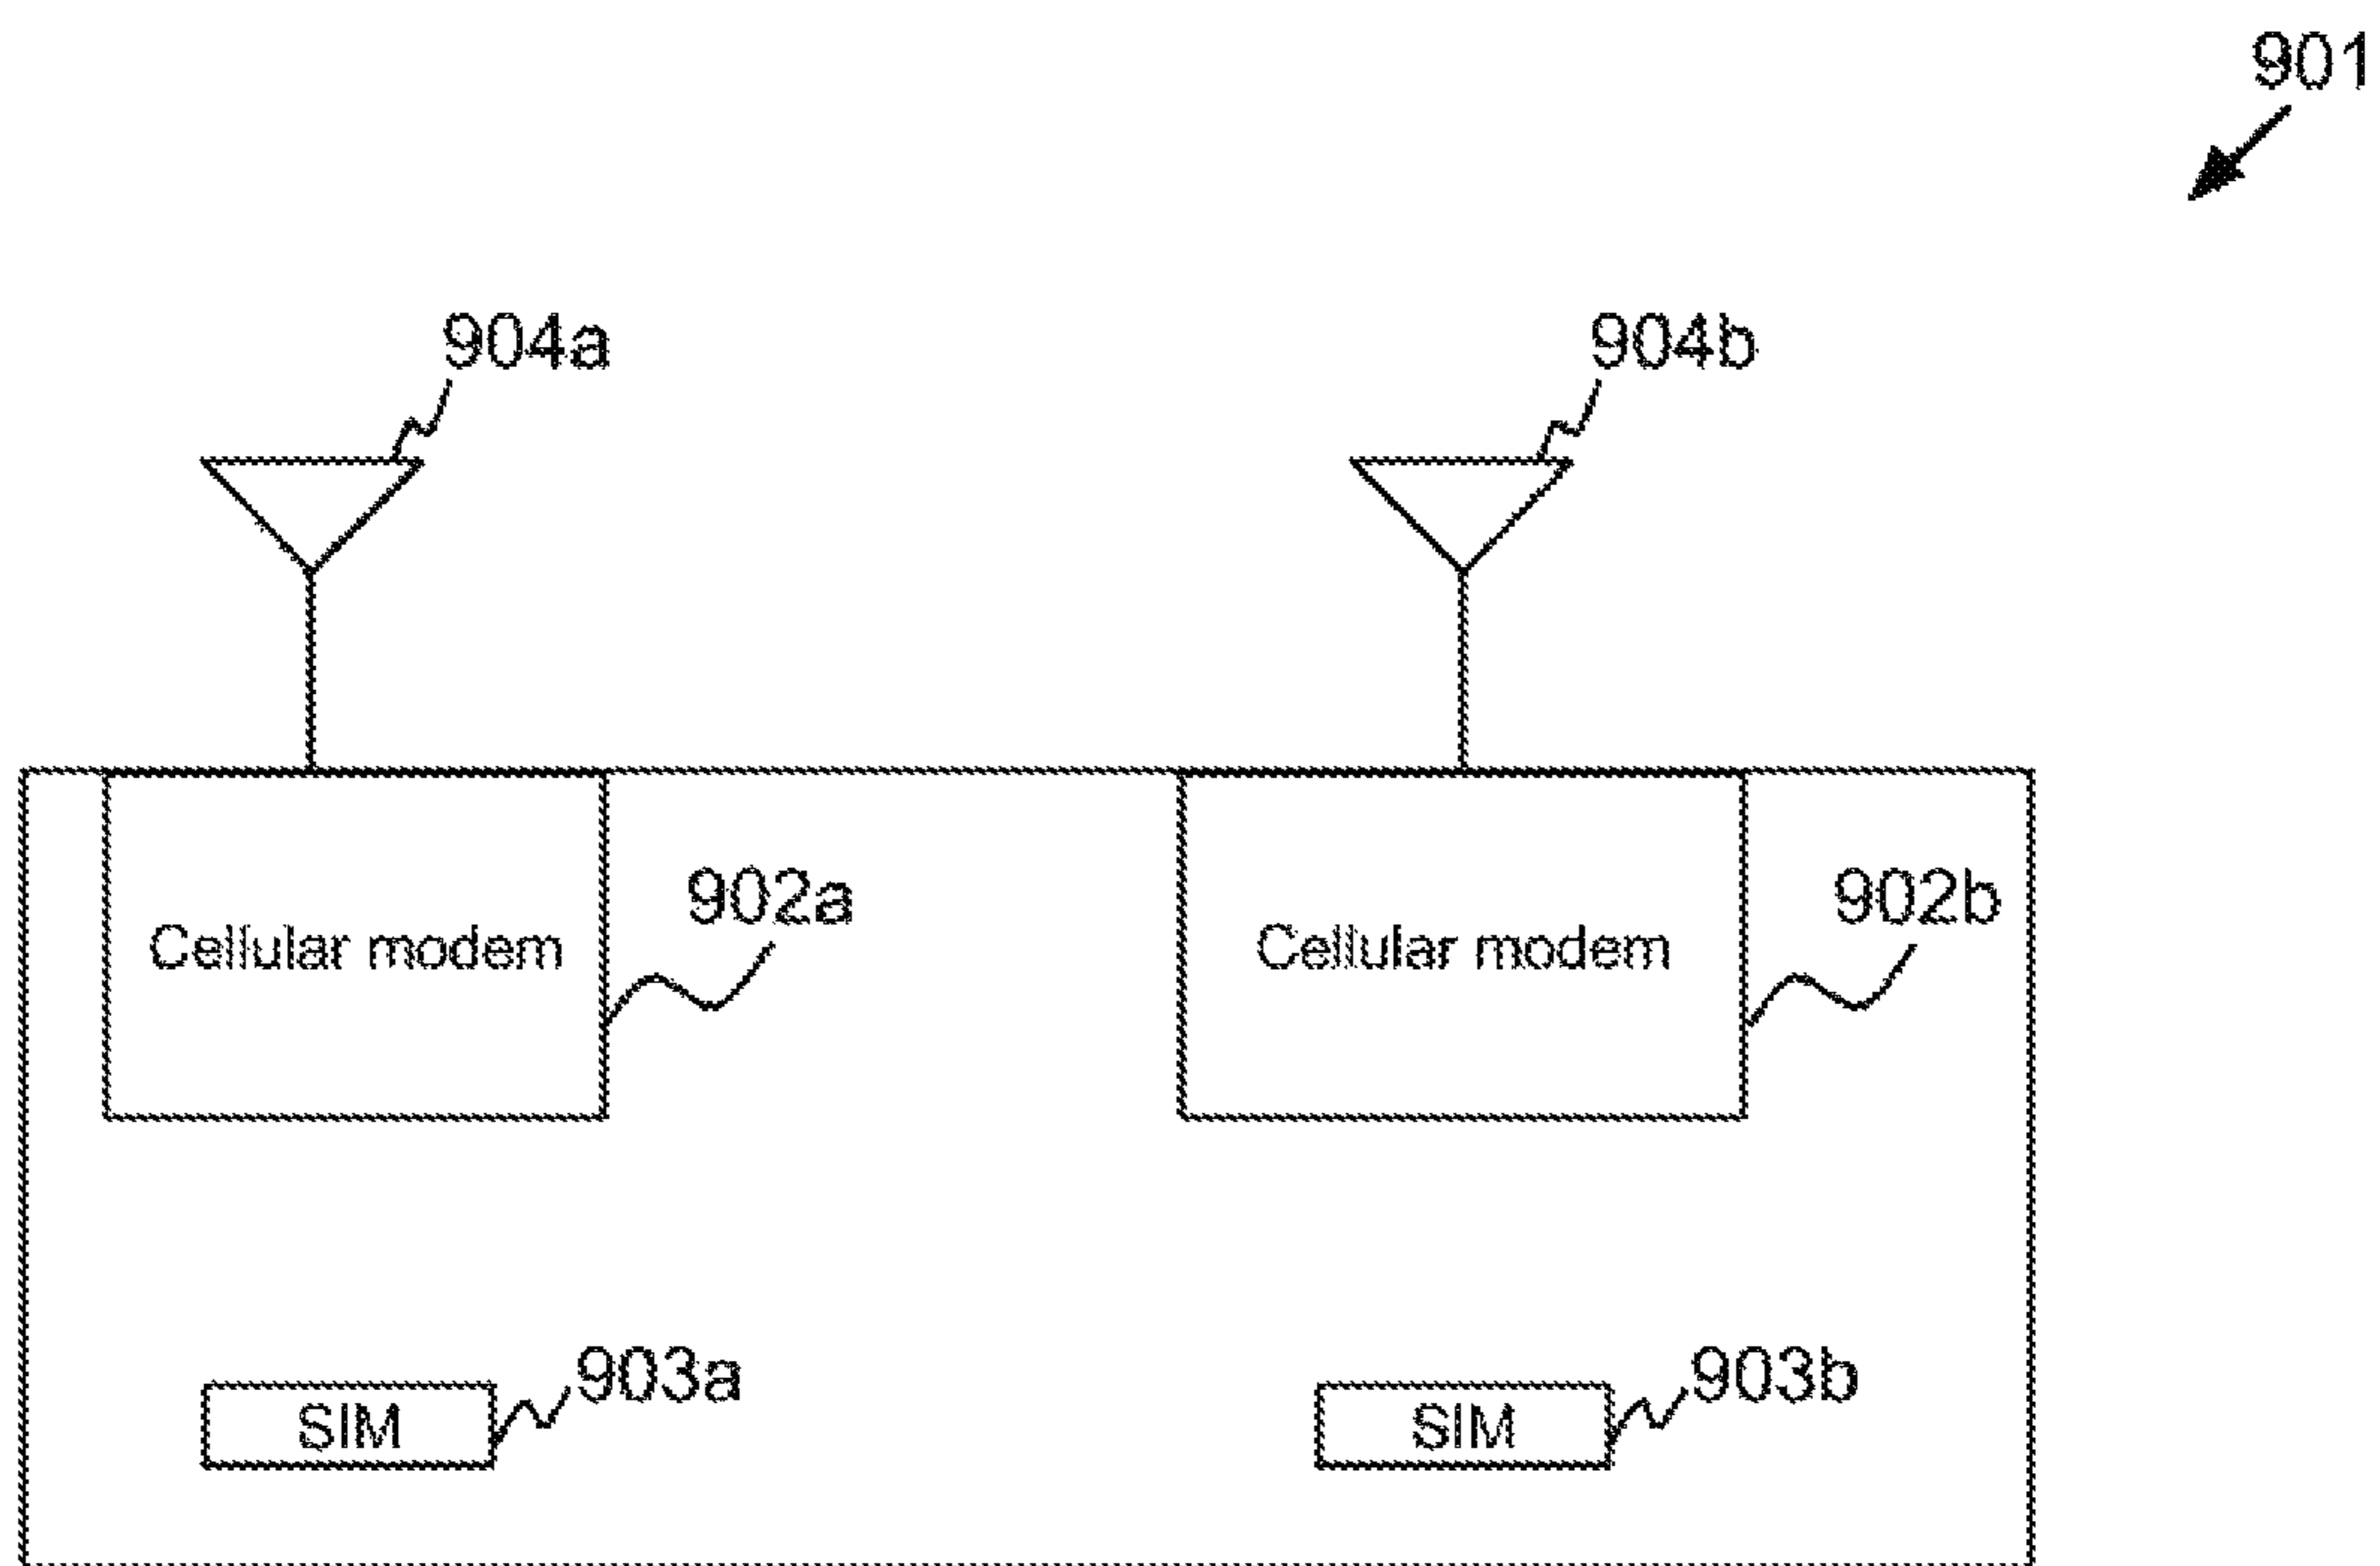 901
904a
904b
902a
902b
Cellular modem
Cellular modem
903a
903b
SIM
SIM